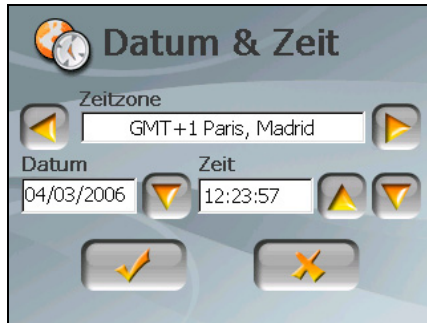 Datum & Zeit
Zeitzone
GMT+1 Paris, Madrid
Datum
Zeit
04/03/2006
12:23:57